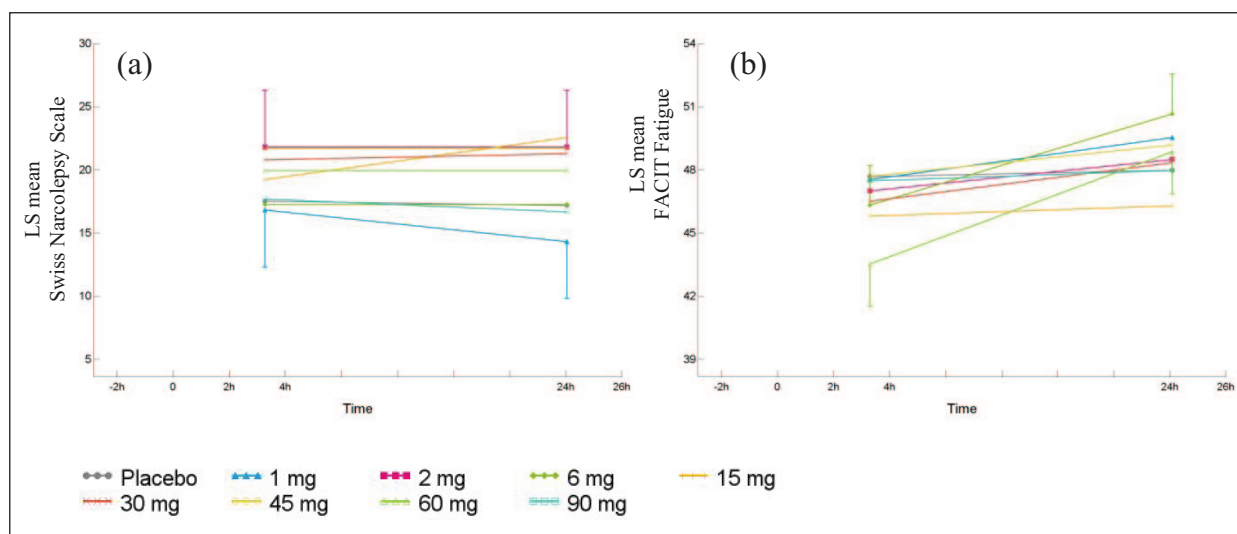 (a)
30
25
20
15
10
5
LS mean
Swiss Narcolepsy Scale
-2h 0 2h 4h 24h 26h
Time
(b)
54
51
48
45
42
39
LS mean
FACIT Fatigue
-2h 0 2h 4h 24h 26h
Time
Placebo 1 mg 2 mg 6 mg 15 mg
30 mg 45 mg 60 mg 90 mg